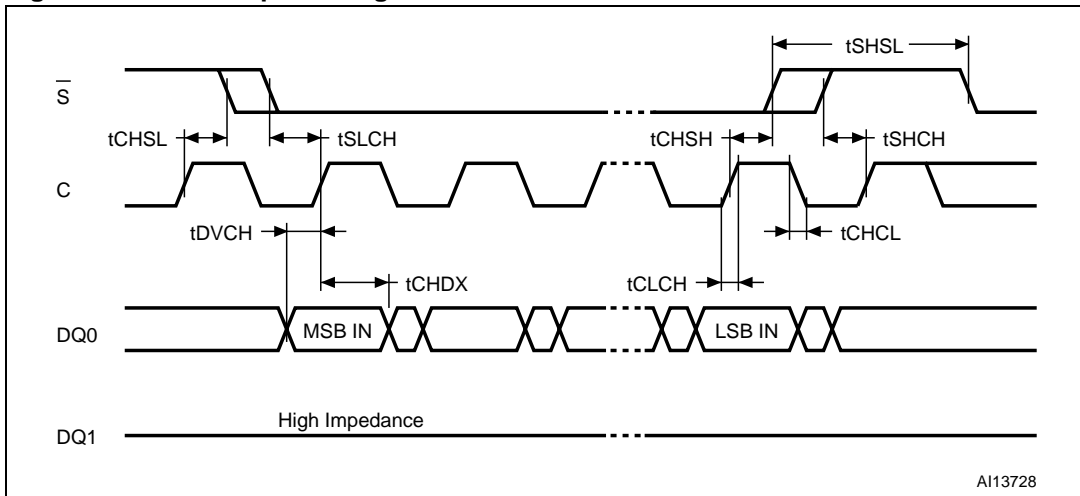 tSHSL
S
tCHSL
tSLCH
tCHSH
tSHCH
C
tDVCH
tCHCL
tCHDX
tCLCH
DQ0
MSB IN
LSB IN
High Impedance
DQ1
AI13728